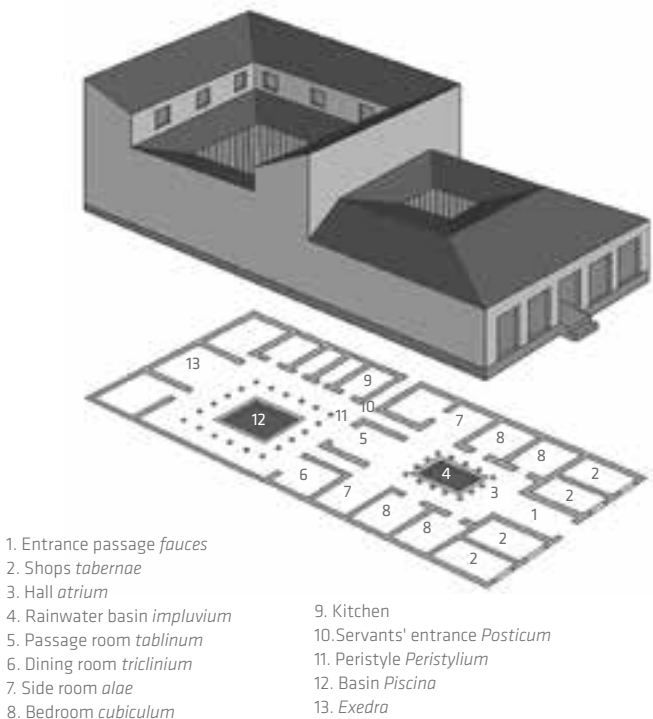 13
9
12
11
10
7
5
8
8
6
4
2
7
3
2
8
1
8
2
2
1. Entrance passage fauces
2. Shops tabernae
3. Hall atrium
4. Rainwater basin impluvium
5. Passage room tablinum
6. Dining room triclinium
7. Side room alae
8. Bedroom cubiculum
9. Kitchen
10.Servants' entrance Posticum
11. Peristyle Peristylium
12. Basin Piscina
13. Exedra